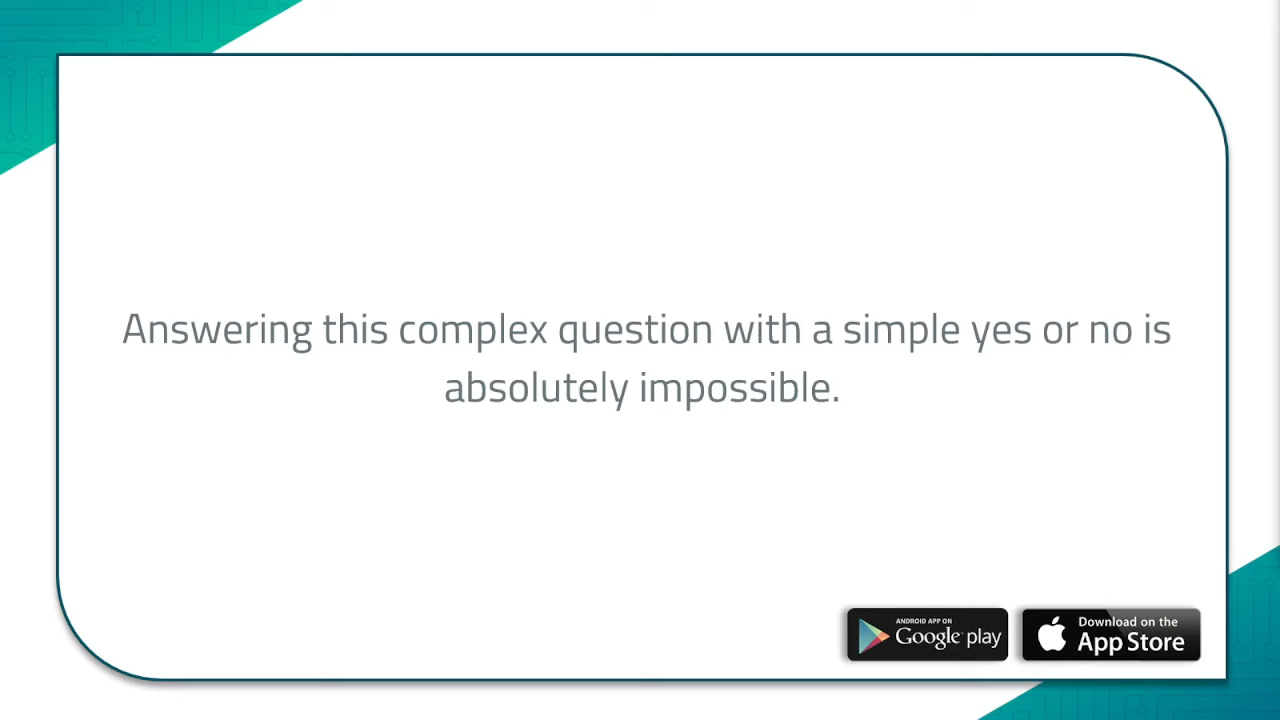 Answering this complex question with a simple yes or no is
absolutely impossible.
ANDROID APP ON
Google play
Download on the
App Store